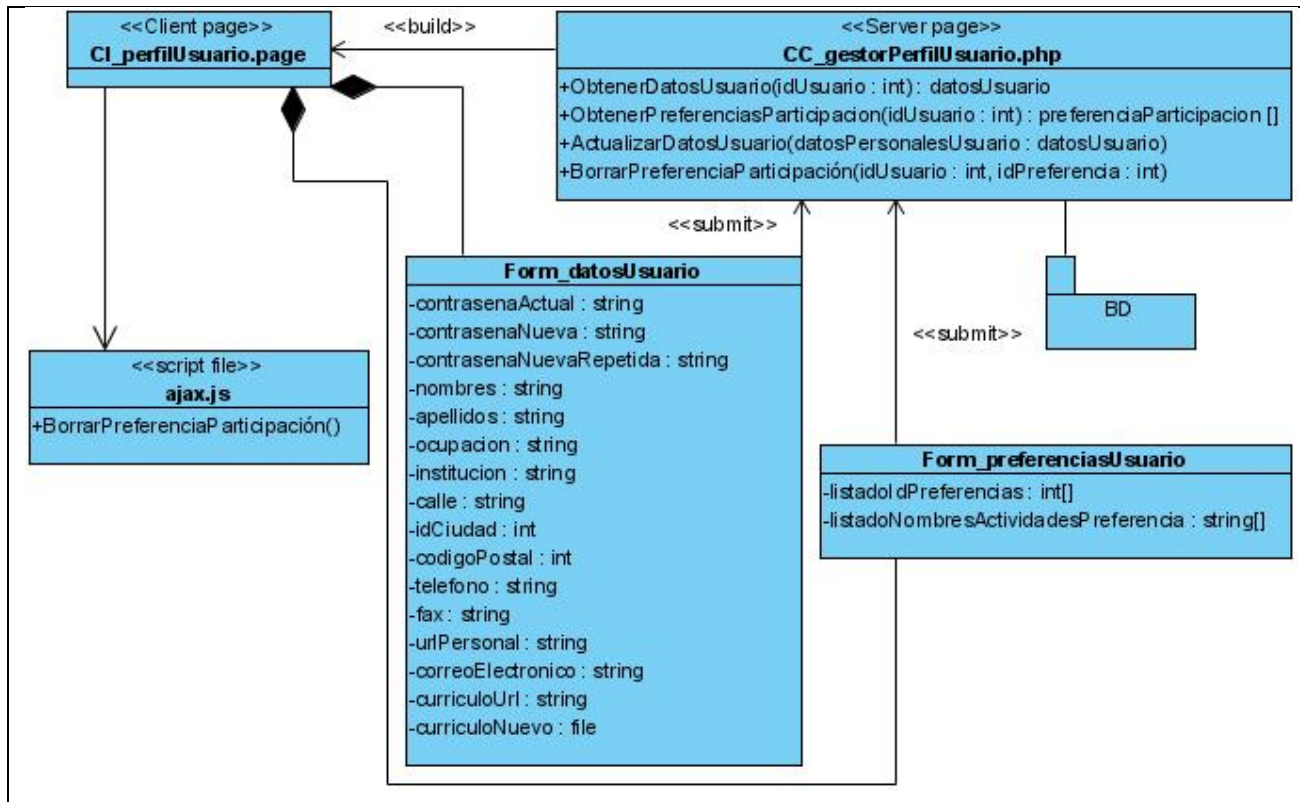 <<Client page>>
CI_perfilUsuario.page
<<build>>
<<Server page>>
CC_gestorPerfilUsuario.php
+ObtenerDatosUsuario(idUsuario : int) : datosUsuario
+ObtenerPreferenciasParticipacion(idUsuario : int) : preferenciaParticipacion []
+ActualizarDatosUsuario(datosPersonalesUsuario : datosUsuario)
+BorrarPreferenciaParticipación(idUsuario : int, idPreferencia : int)
<<submit>>
Form_datosUsuario
-contrasenaActual : string
-contrasenaNueva : string
-contrasenaNuevaRepetida : string
-nombres : string
-apellidos : string
-ocupacion : string
-institucion : string
-calle : string
-idCiudad : int
-codigoPostal : int
-telefono : string
-fax : string
-urlPersonal : string
-correoElectronico : string
-curriculoUrl : string
-curriculoNuevo : file
BD
<<submit>>
<<script file>>
ajax.js
+BorrarPreferenciaParticipación()
Form_preferenciasUsuario
-listadoIdPreferencias : int[]
-listadoNombresActividadesPreferencia : string[]